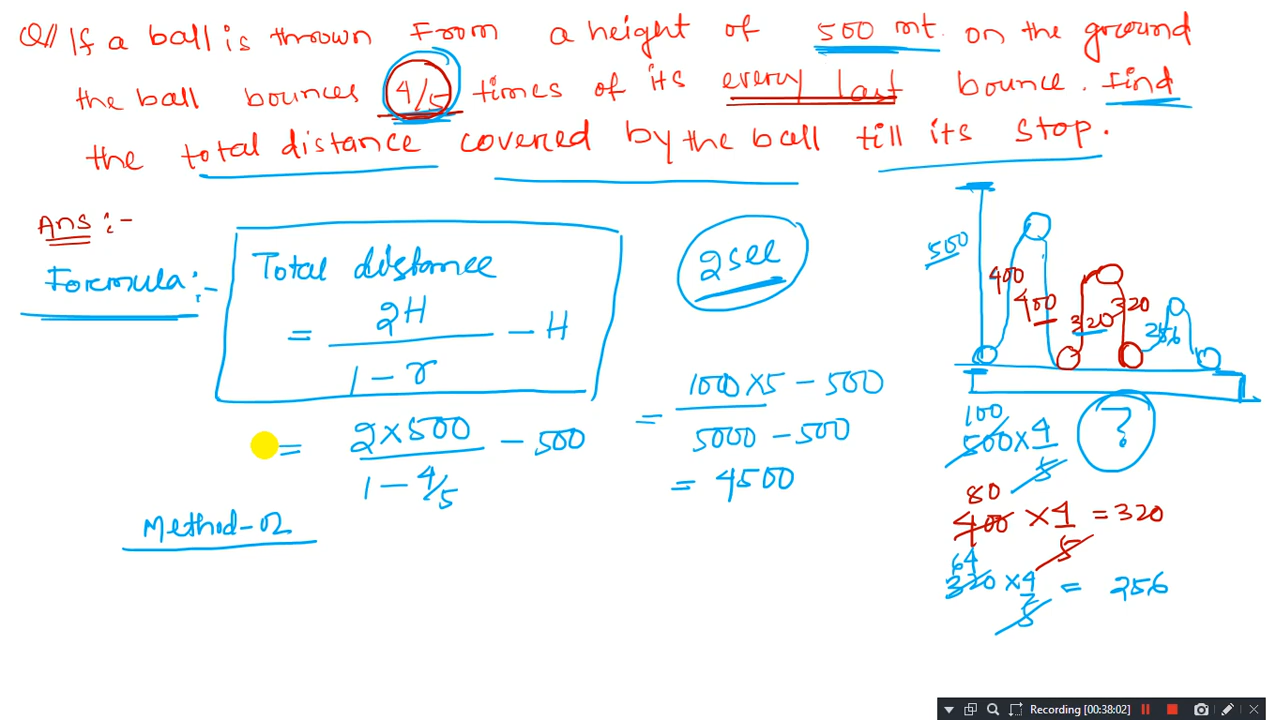 Q// If a ball is thrown From a height of 500 mt. on the ground
the ball bounces 4/5 times of its every last bounce. Find
the total distance covered by the ball till its stop.
Ans :-
Formula :-
Total distance
= 2H / 1 - r - H
2 sec
= 2 × 500 / 1 - 4/5 - 500
= 1000 × 5 - 500
5000 - 500
= 4500
Method-02
500
400
400
320
320
256
?
100
500 × 4/5
80
400 × 4/5 = 320
64
320 × 4/5 = 256
Recording [00:38:02]